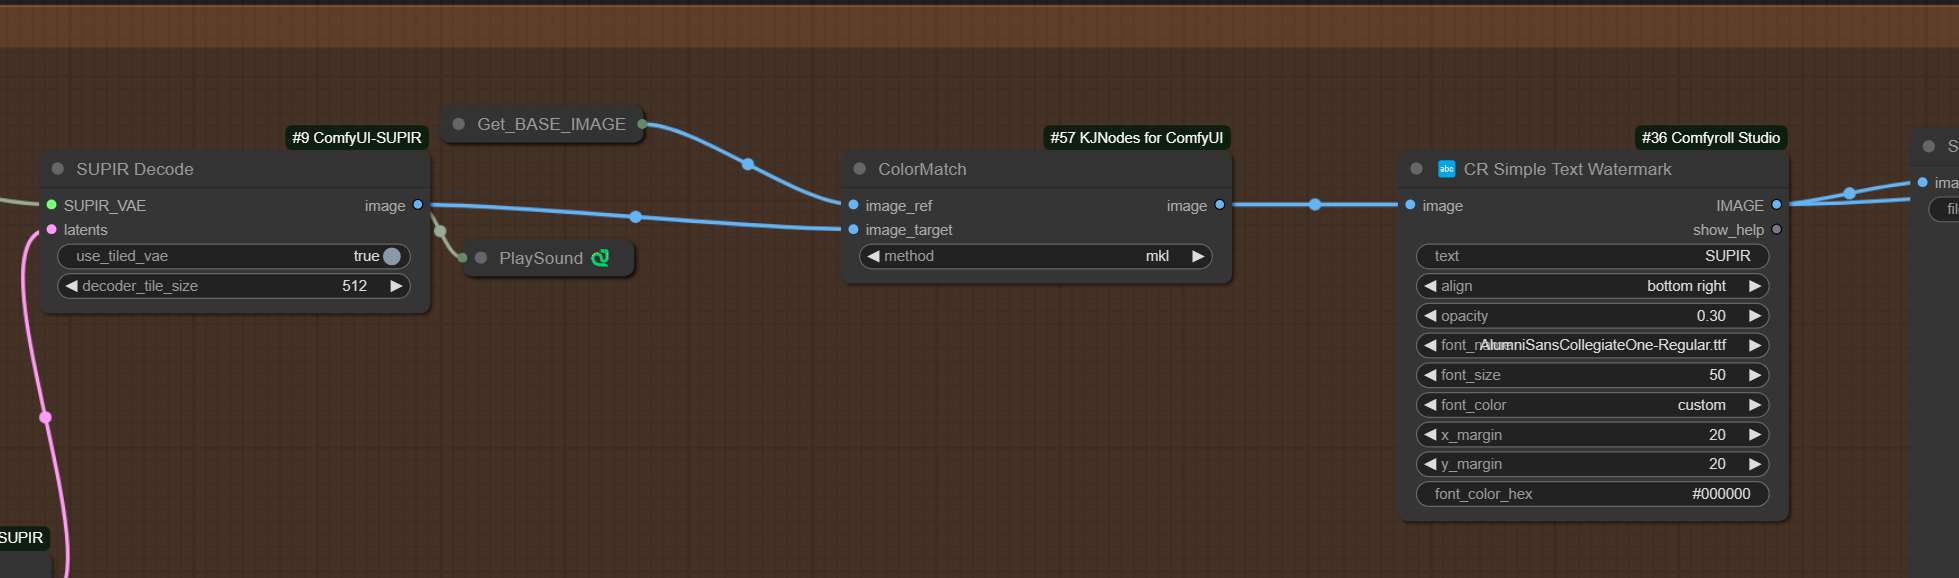 #9 ComfyUI-SUPIR
SUPIR Decode
SUPIR_VAE
image
latents
use_tiled_vae
true
decoder_tile_size
512
Get_BASE_IMAGE
PlaySound
#57 KJNodes for ComfyUI
ColorMatch
image_ref
image
image_target
method
mkl
#36 Comfyroll Studio
abc
CR Simple Text Watermark
image
IMAGE
show_help
text
SUPIR
align
bottom right
opacity
0.30
font_name
AlumniSansCollegiateOne-Regular.ttf
font_size
50
font_color
custom
x_margin
20
y_margin
20
font_color_hex
#000000
S
ima
fil
SUPIR